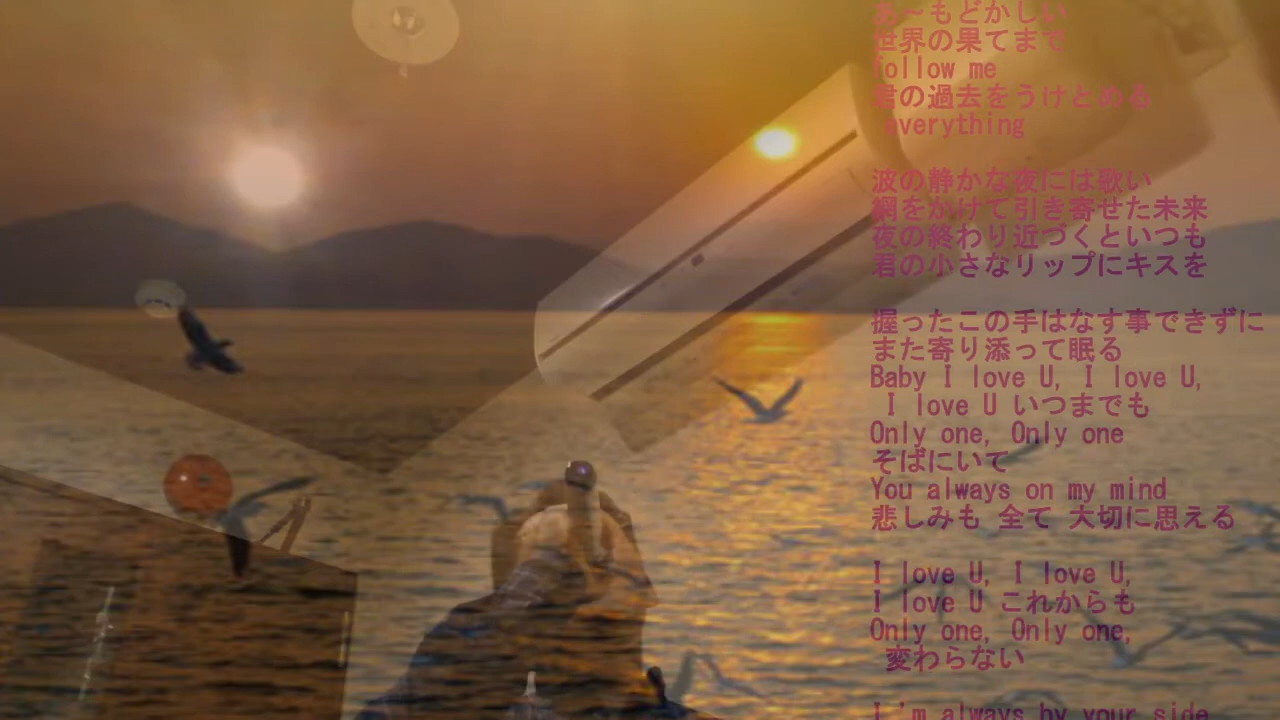 あ～もどかしい
世界の果てまで
follow me
君の過去をうけとめる
everything
波の静かな夜には歌い
網をかけて引き寄せた未来
夜の終わり近づくといつも
君の小さなリップにキスを
握ったこの手はなす事できずに
また寄り添って眠る
Baby I love U, I love U,
I love U いつまでも
Only one, Only one
そばにいて
You always on my mind
悲しみも 全て 大切に思える
I love U, I love U,
I love U これからも
Only one, Only one,
変わらない
I'm always by your side